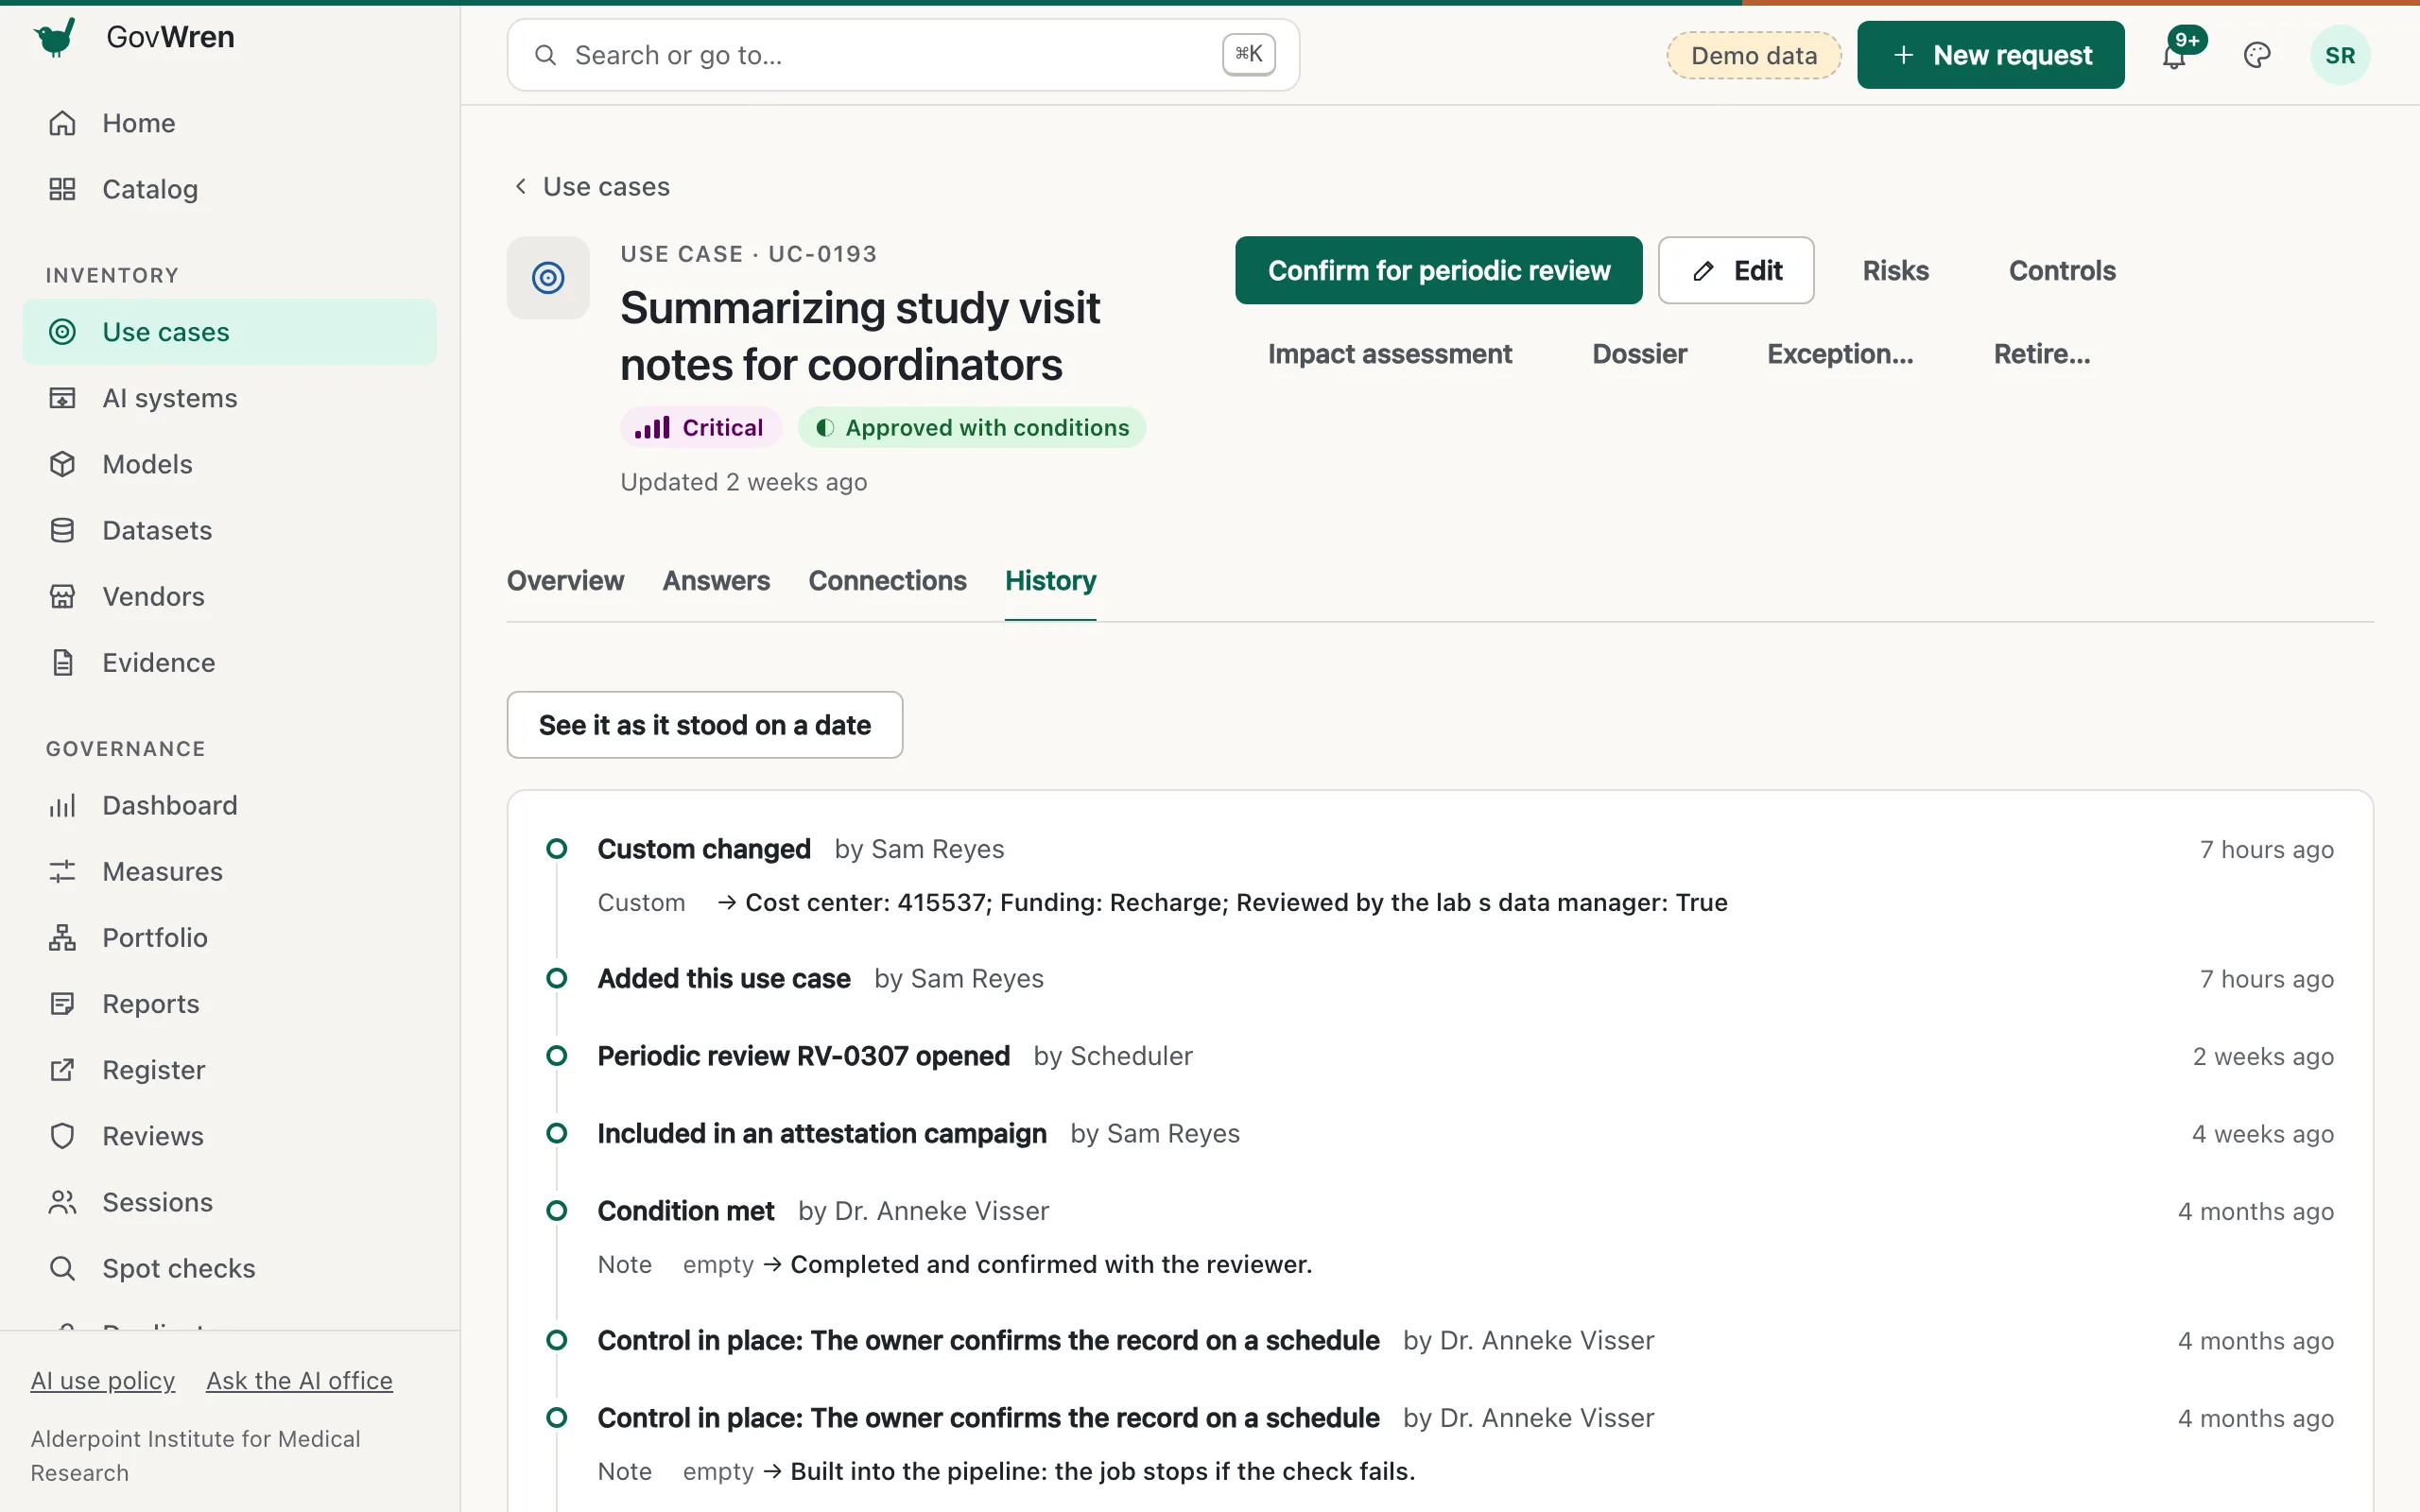 GovWren
Search or go to...
⌘K
Demo data
+ New request
9+
SR
Home
Catalog
INVENTORY
Use cases
AI systems
Models
Datasets
Vendors
Evidence
GOVERNANCE
Dashboard
Measures
Portfolio
Reports
Register
Reviews
Sessions
Spot checks
AI use policy
Ask the AI office
Alderpoint Institute for Medical
Research
Use cases
USE CASE · UC-0193
Summarizing study visit
notes for coordinators
Critical
Approved with conditions
Updated 2 weeks ago
Confirm for periodic review
Edit
Risks
Controls
Impact assessment
Dossier
Exception...
Retire...
Overview
Answers
Connections
History
See it as it stood on a date
Custom changed by Sam Reyes 7 hours ago
Custom → Cost center: 415537; Funding: Recharge; Reviewed by the lab s data manager: True
Added this use case by Sam Reyes 7 hours ago
Periodic review RV-0307 opened by Scheduler 2 weeks ago
Included in an attestation campaign by Sam Reyes 4 weeks ago
Condition met by Dr. Anneke Visser 4 months ago
Note empty → Completed and confirmed with the reviewer.
Control in place: The owner confirms the record on a schedule by Dr. Anneke Visser 4 months ago
Control in place: The owner confirms the record on a schedule by Dr. Anneke Visser 4 months ago
Note empty → Built into the pipeline: the job stops if the check fails.